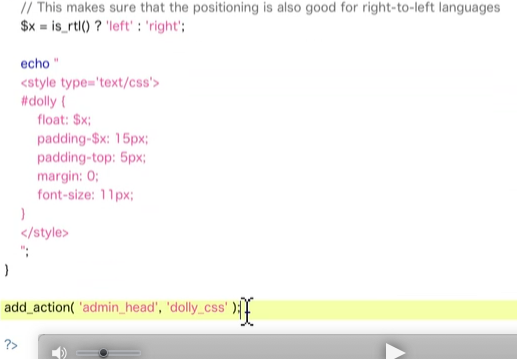 // This makes sure that the positioning is also good for right-to-left languages
$x = is_rtl() ? 'left' : 'right';
echo "
<style type='text/css'>
#dolly {
float: $x;
padding-$x: 15px;
padding-top: 5px;
margin: 0;
font-size: 11px;
}
</style>
";
}
add_action( 'admin_head', 'dolly_css' );
?>